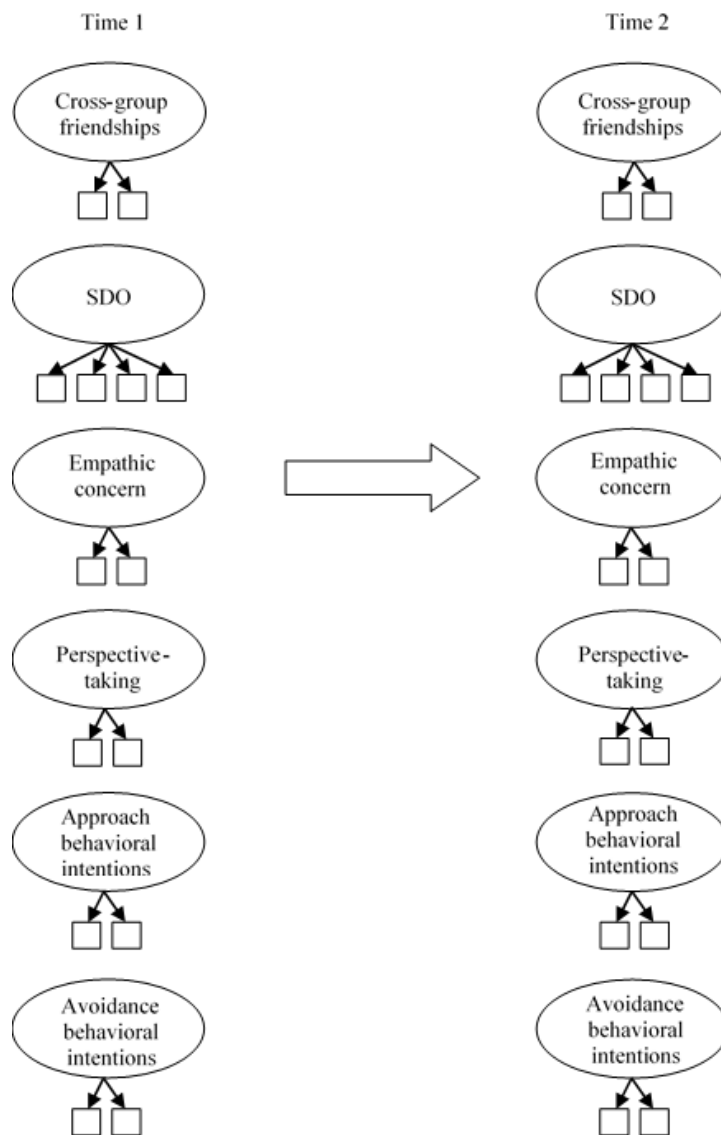 Time 1
Time 2
Cross-group
friendships
Cross-group
friendships
SDO
SDO
Empathic
concern
Empathic
concern
Perspective-
taking
Perspective-
taking
Approach
behavioral
intentions
Approach
behavioral
intentions
Avoidance
behavioral
intentions
Avoidance
behavioral
intentions